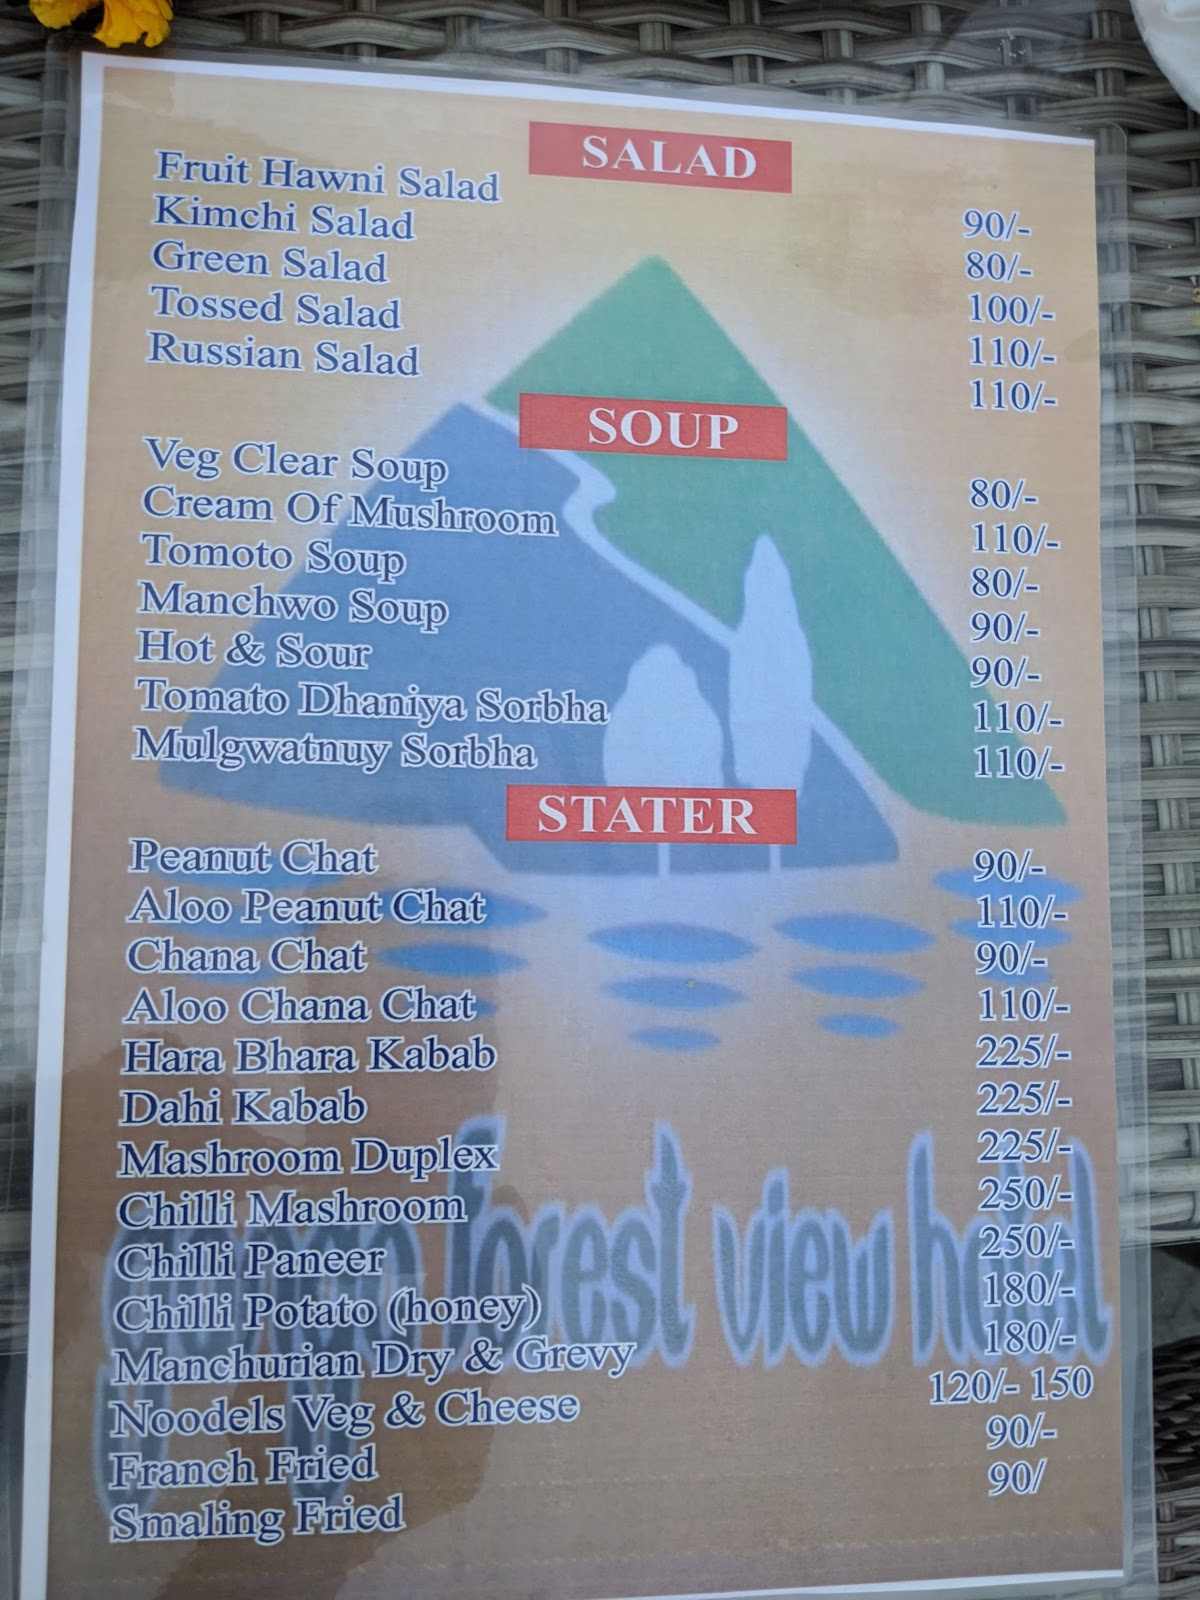 SALAD
Fruit Hawni Salad 90/-
Kimchi Salad 80/-
Green Salad 100/-
Tossed Salad 110/-
Russian Salad 110/-
SOUP
Veg Clear Soup 80/-
Cream Of Mushroom 110/-
Tomoto Soup 80/-
Manchwo Soup 90/-
Hot & Sour 90/-
Tomato Dhaniya Sorbha 110/-
Mulgwatnuy Sorbha 110/-
STATER
Peanut Chat 90/-
Aloo Peanut Chat 110/-
Chana Chat 90/-
Aloo Chana Chat 110/-
Hara Bhara Kabab 225/-
Dahi Kabab 225/-
Mashroom Duplex 225/-
Chilli Mashroom 250/-
Chilli Paneer 250/-
Chilli Potato (honey) 180/-
Manchurian Dry & Grevy 180/-
Noodels Veg & Cheese 120/- 150
Franch Fried 90/-
Smaling Fried 90/
forest view hotel